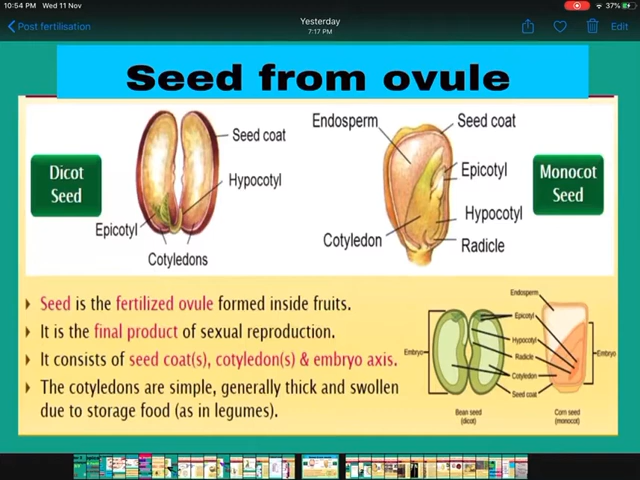 10:54 PM Wed 11 Nov
37%
Post fertilisation
Yesterday
7:17 PM
Edit
Seed from ovule
Dicot
Seed
Seed coat
Hypocotyl
Epicotyl
Cotyledons
Endosperm
Seed coat
Epicotyl
Hypocotyl
Cotyledon
Radicle
Monocot
Seed
Seed is the fertilized ovule formed inside fruits.
It is the final product of sexual reproduction.
It consists of seed coat(s), cotyledon(s) & embryo axis.
The cotyledons are simple, generally thick and swollen
due to storage food (as in legumes).
Endosperm
Epicotyl
Hypocotyl
Radicle
Cotyledon
Seed coat
Embryo
Embryo
Bean seed
(dicot)
Corn seed
(monocot)